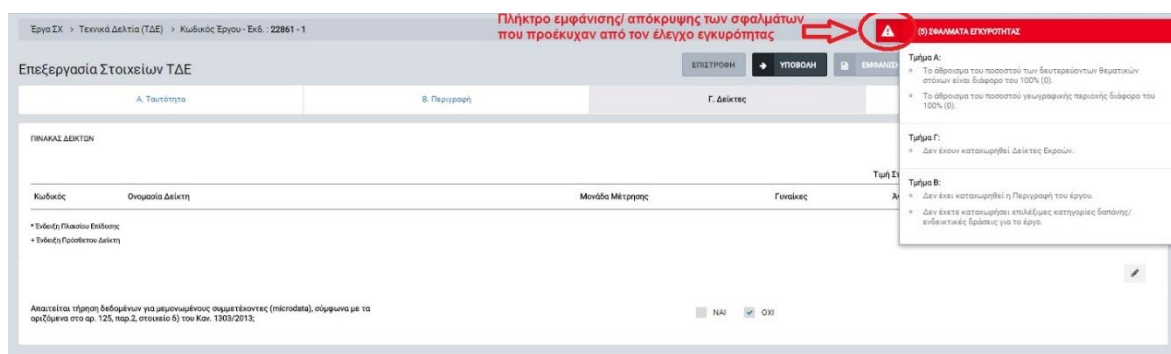 Πλήκτρο εμφάνισης/ απόκρυψης των σφαλμάτων
που προέκυχαν από τον έλεγχο εγκυρότητας
Έργα ΣΧ > Τεχνικά Δελτία (ΤΔΕ) > Κωδικός Έργου - Εκδ. : 22861 - 1
(5) ΣΦΑΛΜΑΤΑ ΕΓΚΥΡΟΤΗΤΑΣ
Επεξεργασία Στοιχείων ΤΔΕ
ΕΠΙΣΤΡΟΦΗ
ΥΠΟΒΟΛΗ
Α. Ταυτότητα
Β. Περιγραφή
Γ. Δείκτες
Τμήμα Α:
Το άθροισμα του ποσοστού των δευτερεύοντων θεματικών
στόχων είναι διάφορο του 100% (0).
Το άθροισμα του ποσοστού γεωγραφικής περιοχής διάφορο του
100% (0).
Τμήμα Γ:
Δεν έχουν καταχωρηθεί Δείκτες Εκροών.
Τμήμα Β:
Δεν έχει καταχωρηθεί η Περιγραφή του έργου.
Δεν έχετε καταχωρήσει επιλέξιμες κατηγορίες δαπάνης/
ενδεικτικές δράσεις για το έργο.
ΠΙΝΑΚΑΣ ΔΕΙΚΤΩΝ
Τιμή
Κωδικός Ονομασία Δείκτη Μονάδα Μέτρησης Γυναίκες
* Ένδειξη Πλαισίου Επίδοσης
+ Ένδειξη Πρόσθετου Δείκτη
Απαιτείται τήρηση δεδομένων για μεμονωμένους συμμετέχοντες (microdata), σύμφωνα με τα
οριζόμενα στο αρ. 125, παρ.2, στοιχείο δ) του Καν. 1303/2013;
ΝΑΙ ΟΧΙ